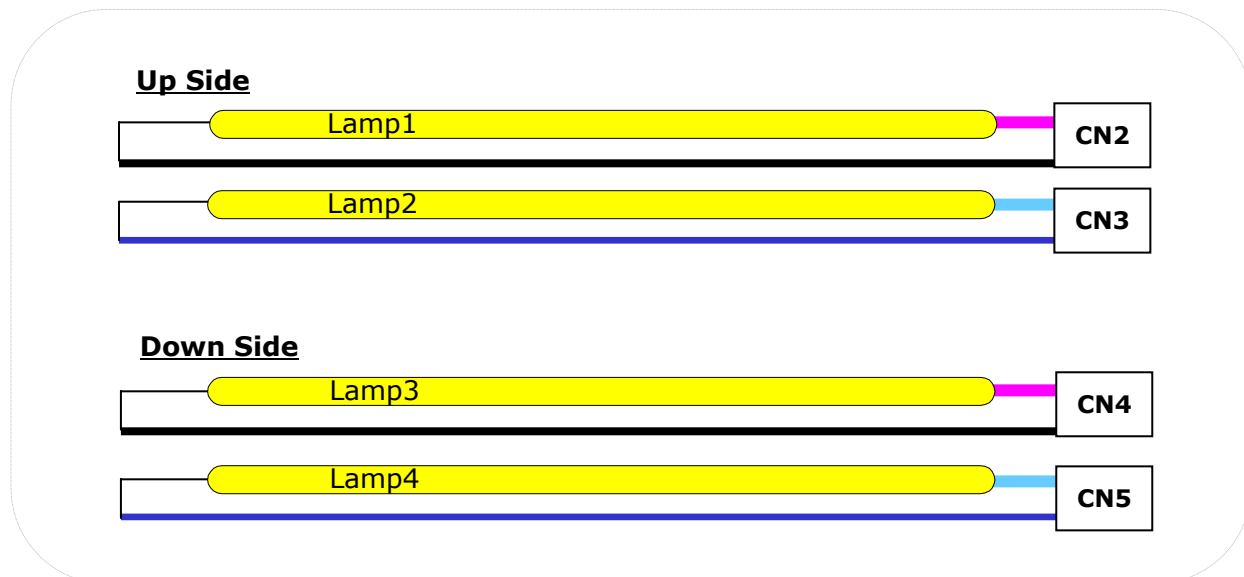 Up Side
Lamp1
CN2
Lamp2
CN3
Down Side
Lamp3
CN4
Lamp4
CN5